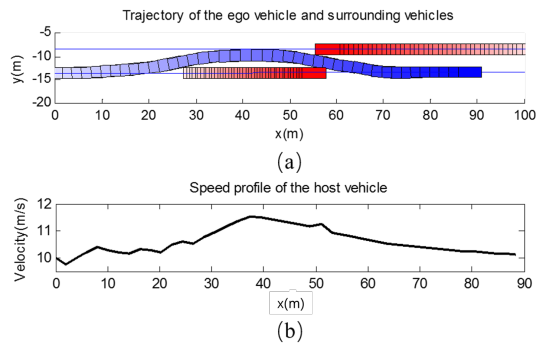 Trajectory of the ego vehicle and surrounding vehicles
y(m)
-5
-10
-15
-20
0 10 20 30 40 50 60 70 80 90 100
x(m)
(a)
Speed profile of the host vehicle
Velocity(m/s)
12
11
10
0 10 20 30 40 50 60 70 80 90
x(m)
(b)